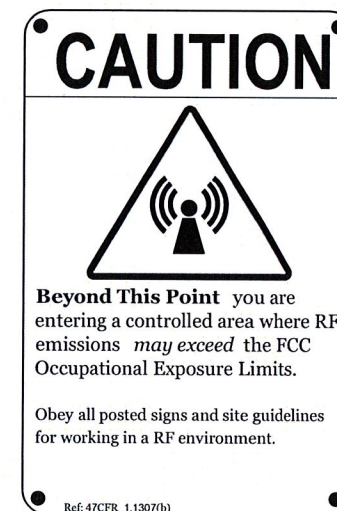 CAUTION
Beyond This Point you are
entering a controlled area where RF
emissions may exceed the FCC
Occupational Exposure Limits.
Obey all posted signs and site guidelines
for working in a RF environment.
Ref: 47CFR 1.1307(b)